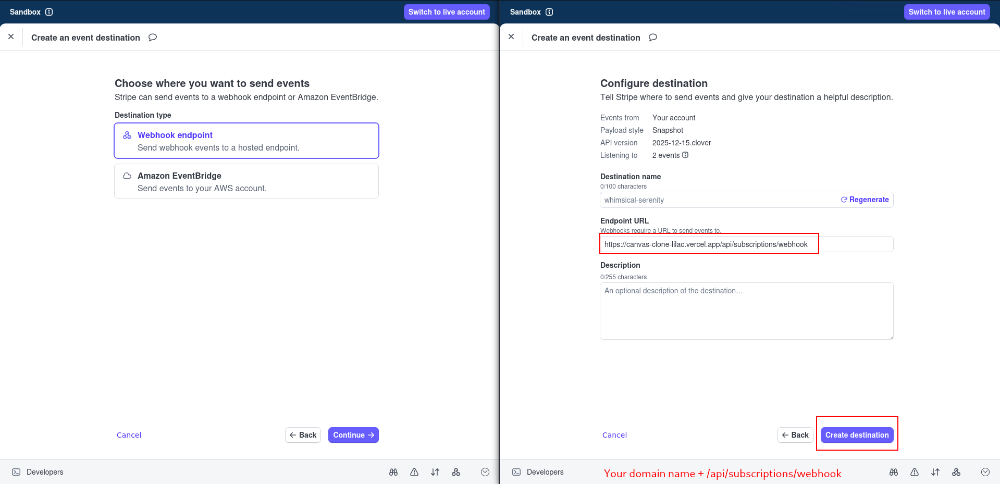 Sandbox
Switch to live account
Create an event destination
Choose where you want to send events
Stripe can send events to a webhook endpoint or Amazon EventBridge.
Destination type
Webhook endpoint
Send webhook events to a hosted endpoint.
Amazon EventBridge
Send events to your AWS account.
Cancel
Back
Continue
Developers
Sandbox
Switch to live account
Create an event destination
Configure destination
Tell Stripe where to send events and give your destination a helpful description.
Events from Your account
Payload style Snapshot
API version 2025-12-15.clover
Listening to 2 events
Destination name
0/100 characters
whimsical-serenity Regenerate
Endpoint URL
Webhooks require a URL to send events to.
https://canvas-clone-lilac.vercel.app/api/subscriptions/webhook
Description
0/255 characters
An optional description of the destination…
Cancel
Back
Create destination
Developers
Your domain name + /api/subscriptions/webhook